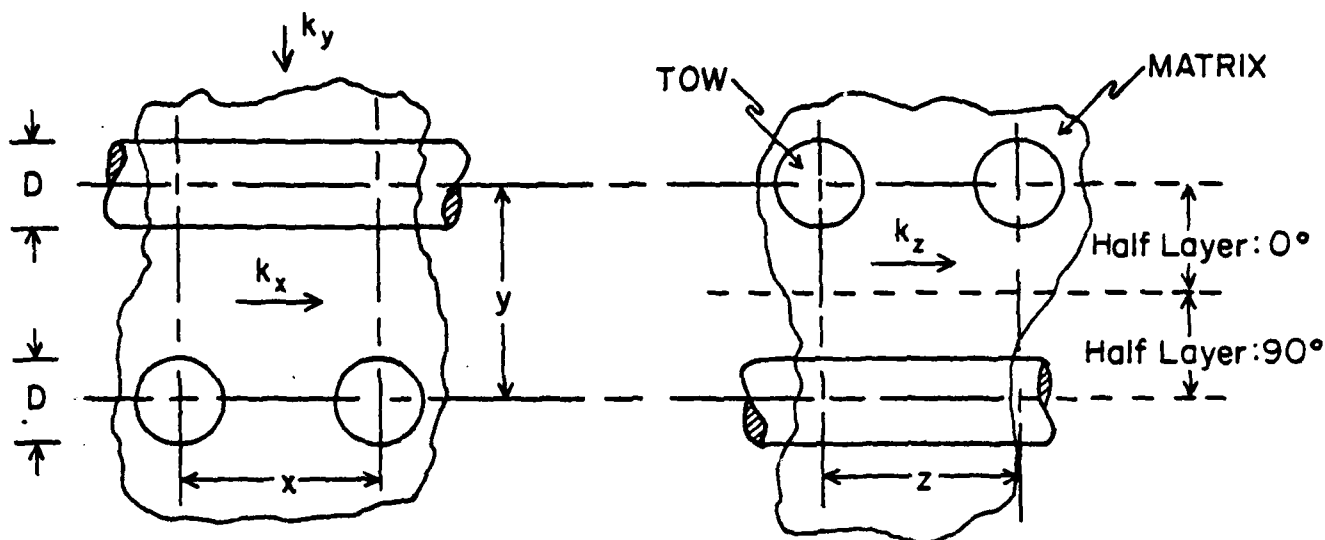 k_y
TOW
MATRIX
D
k_x
y
k_z
Half Layer: 0°
Half Layer: 90°
D
x
z